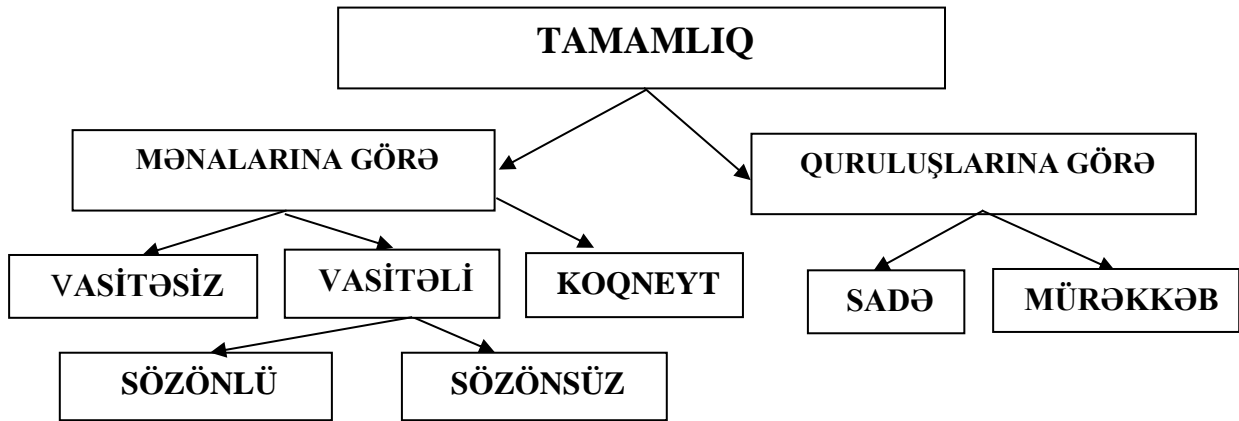 TAMAMLIQ
MƏNALARINA GÖRƏ
QURULUŞLARINA GÖRƏ
VASİTƏSİZ
VASİTƏLİ
KOQNEYT
SADƏ
MÜRƏKKƏB
SÖZÖNLÜ
SÖZÖNSÜZ